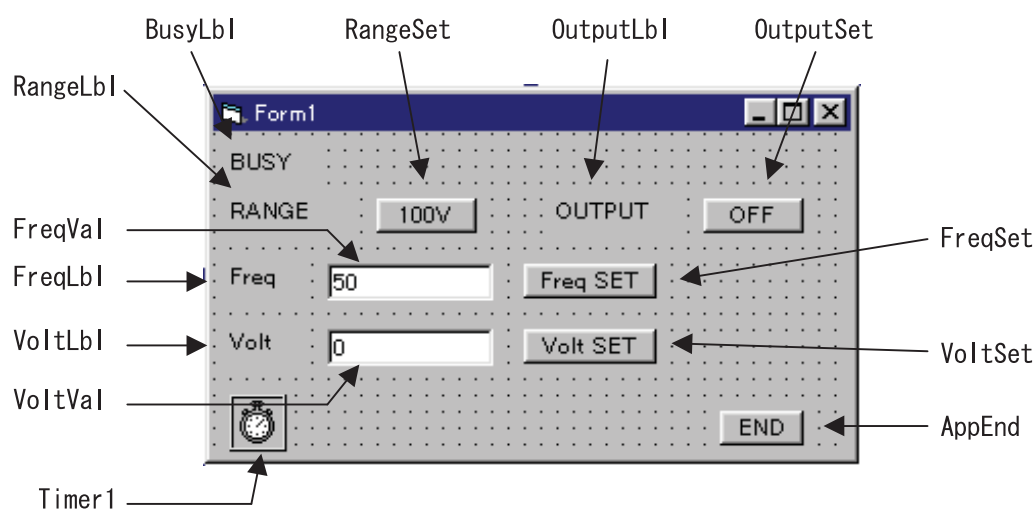 BusyLbl RangeSet OutputLbl OutputSet
RangeLbl
Form1
BUSY
RANGE 100V OUTPUT OFF
FreqVal
FreqSet
FreqLbl Freq 50 Freq SET
VoltLbl Volt 0 Volt SET
VoltSet
VoltVal
END AppEnd
Timer1